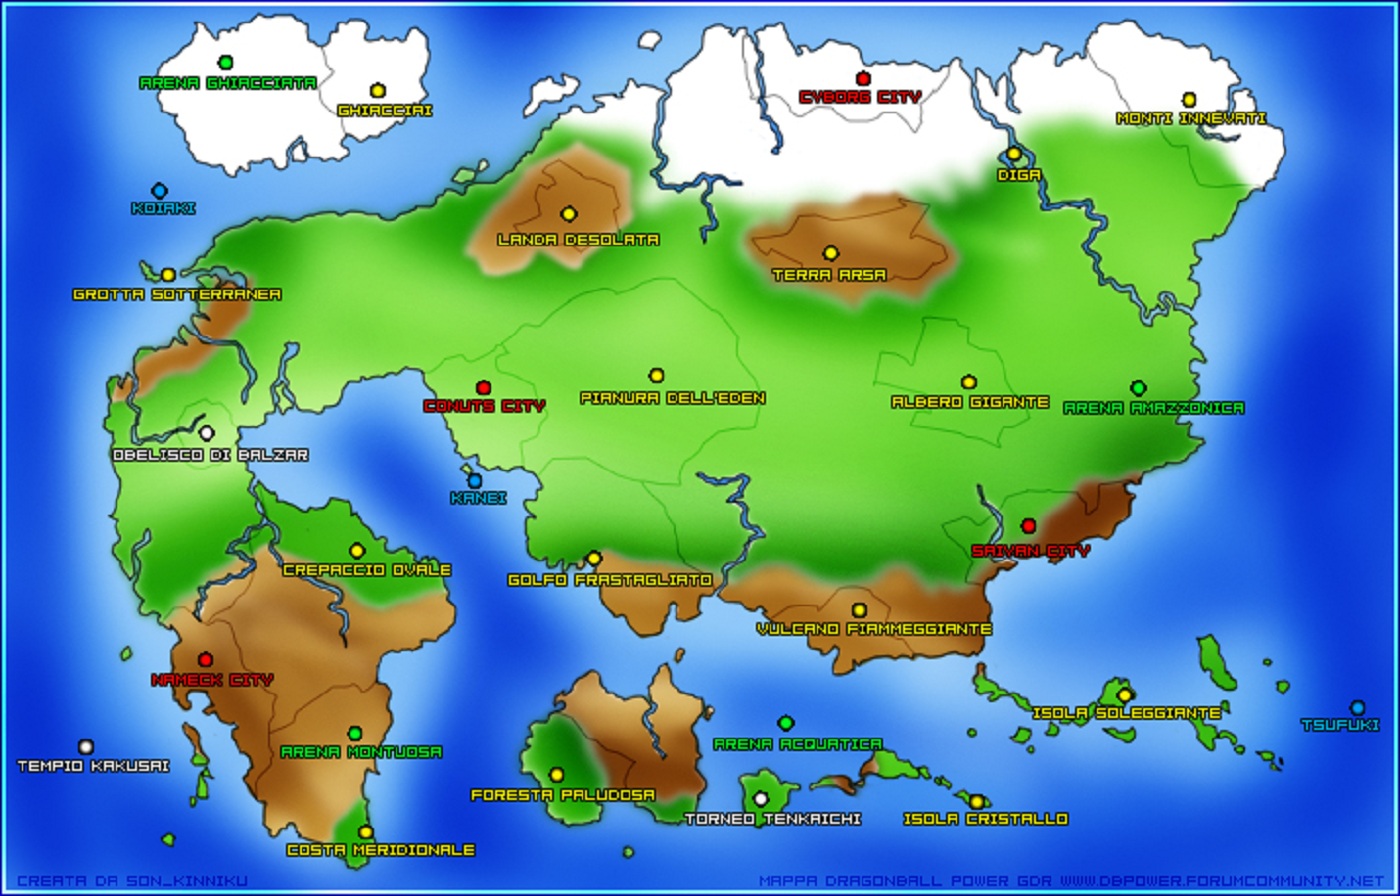 ARENA GHIACCIATA
GHIACCIAI
CYBORG CITY
MONTI INNEVATI
DIGA
KOIAKI
LANDA DESOLATA
TERRA ARSA
GROTTA SOTTERRANEA
CONUTS CITY
PIANURA DELL'EDEN
ALBERO GIGANTE
ARENA AMAZZONICA
OBELISCO DI BALZAR
KANEI
SAIYAN CITY
CREPACCIO OVALE
GOLFO FRASTAGLIATO
VULCANO FIAMMEGGIANTE
NAMECK CITY
ISOLA SOLEGGIANTE
TSUFUKI
ARENA MONTUOSA
ARENA ACQUATICA
TEMPIO KAKUSAI
FORESTA PALUDOSA
TORNEO TENKAICHI
ISOLA CRISTALLO
COSTA MERIDIONALE
CREATA DA SON_KINNIKU
MAPPA DRAGONBALL POWER GDR WWW.DBPOWER.FORUMCOMMUNITY.NET